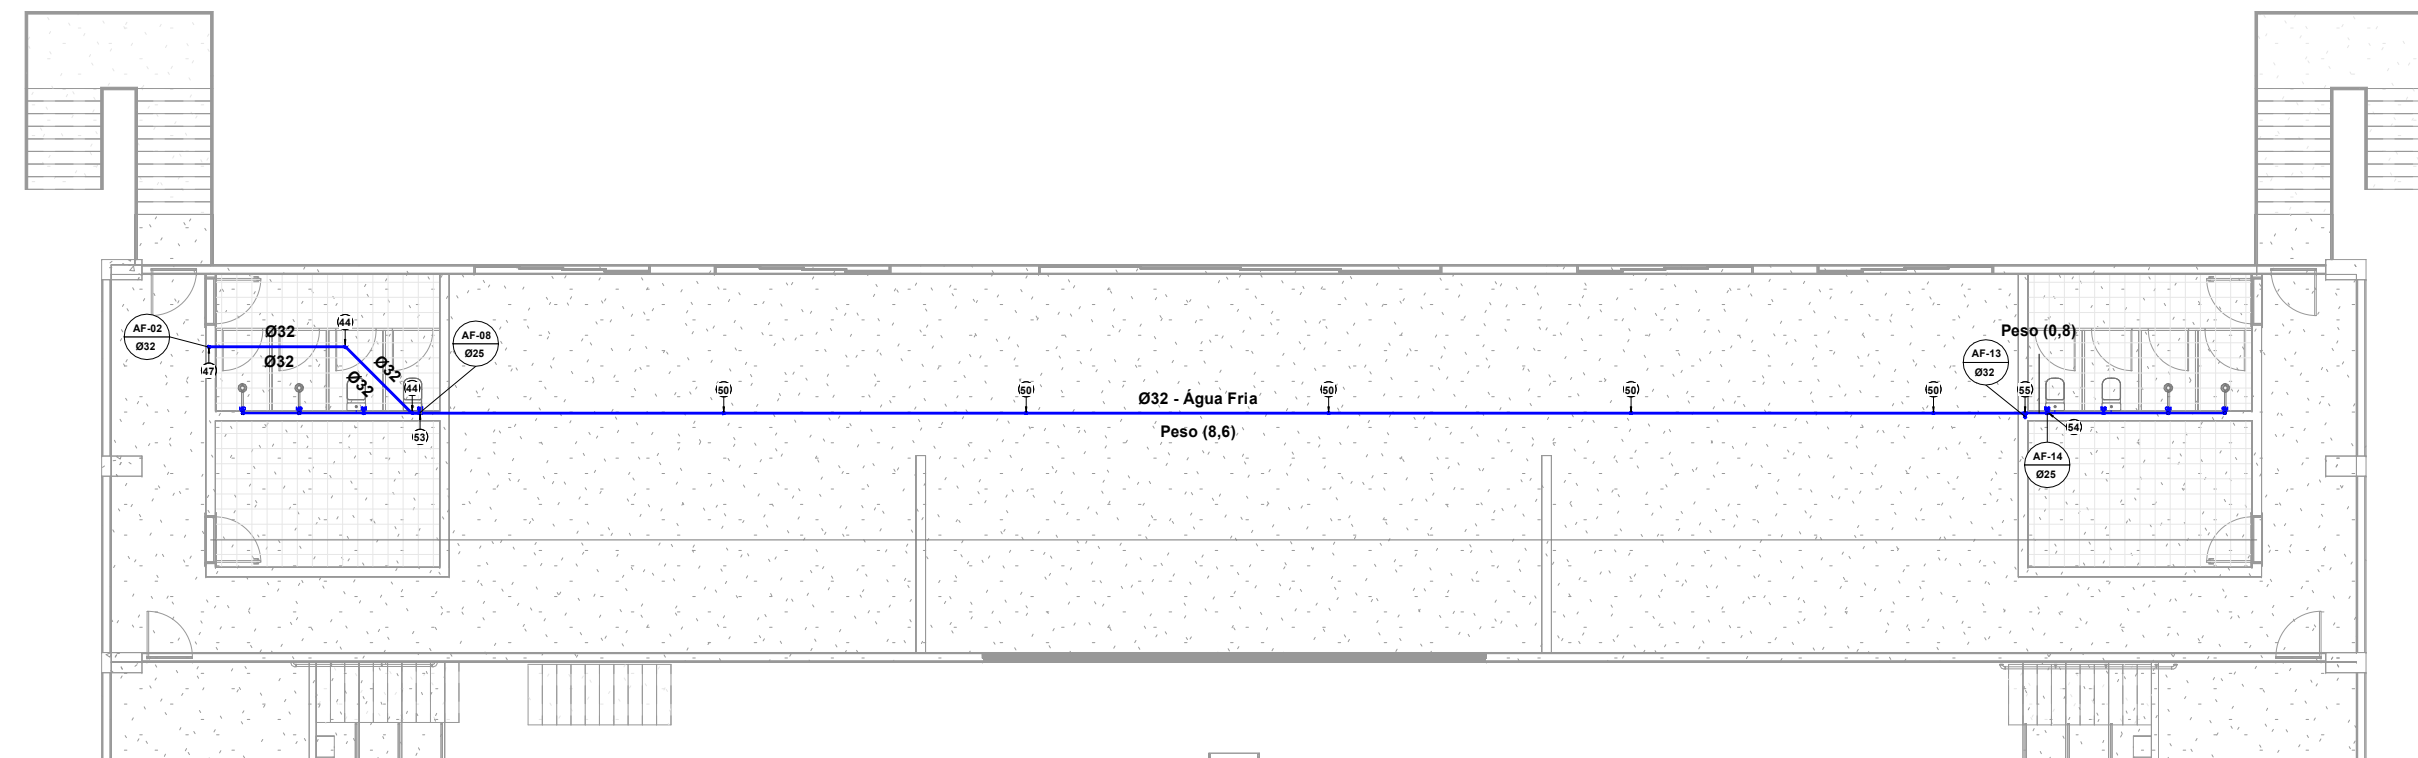 AF-02
Ø32
Ø32
(44)
Ø32
(47)
Ø32
Ø32
(44)
AF-08
Ø25
(53)
(50)
(50)
Ø32 - Água Fria
Peso (8,6)
(50)
(50)
(50)
Peso (0,8)
AF-13
Ø32
(55)
(54)
AF-14
Ø25